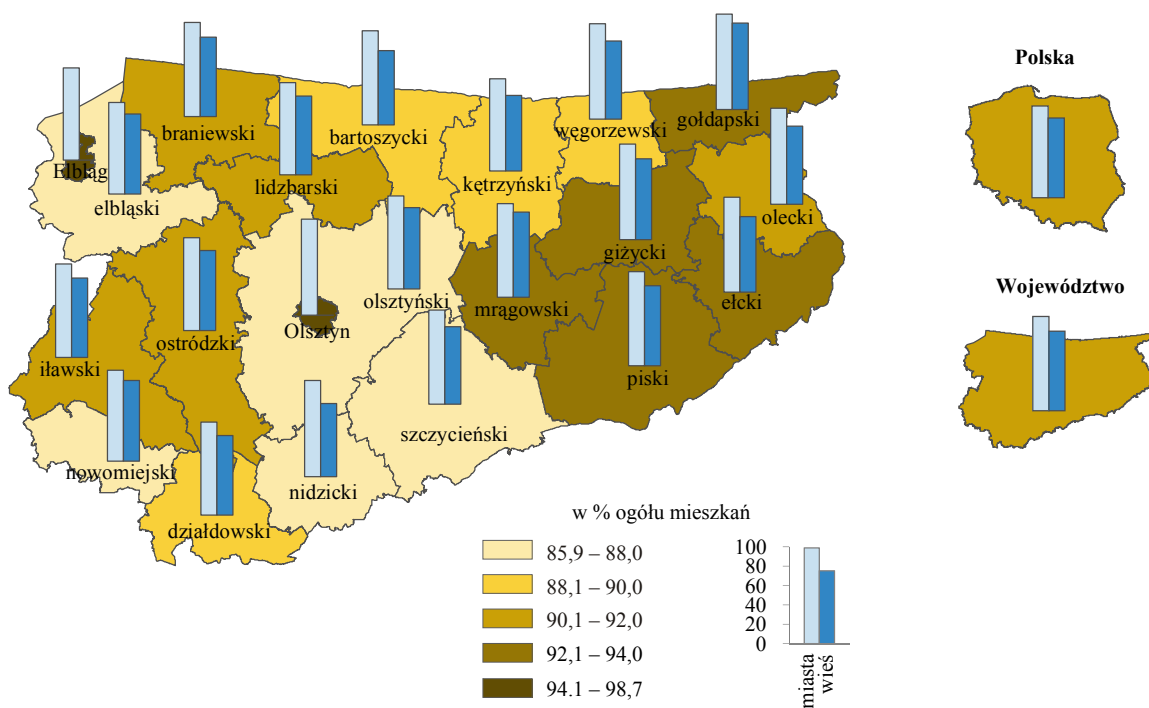 Polska
braniewski
bartoszycki
węgorzewski
gołdapski
Elbląg
elbląski
lidzbarski
kętrzyński
olecki
giżycki
ełcki
olsztyński
mrągowski
Olsztyn
ostródzki
iławski
piski
Województwo
szczycieński
nowomiejski
nidzicki
działdowski
w % ogółu mieszkań
85,9 – 88,0
88,1 – 90,0
90,1 – 92,0
92,1 – 94,0
94.1 – 98,7
100
80
60
40
20
0
miasta
wieś